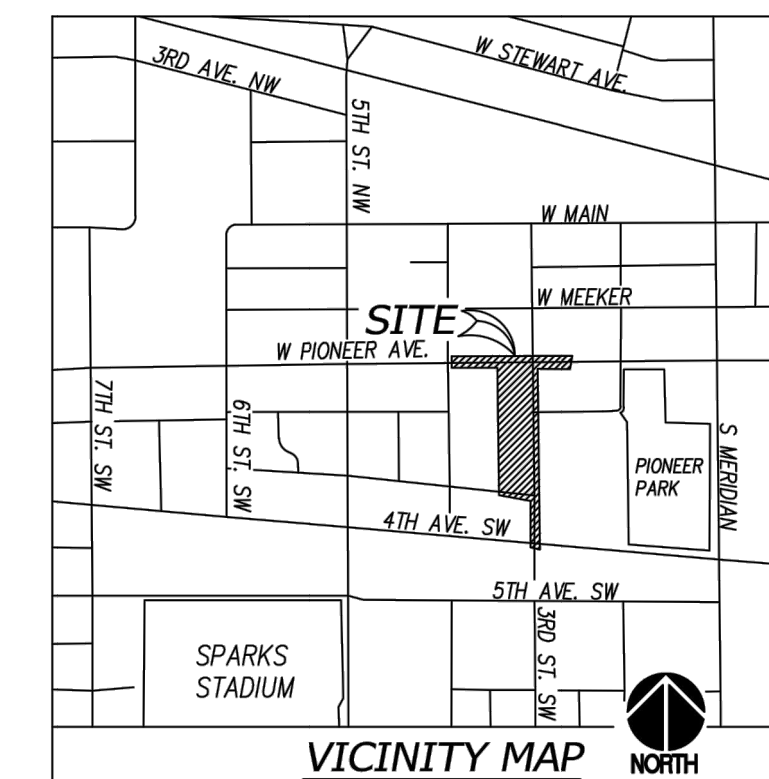 3RD AVE. NW
W STEWART AVE.
5TH ST. NW
W MAIN
W MEEKER
SITE
W PIONEER AVE.
7TH ST. SW
6TH ST. SW
S MERIDIAN
PIONEER
PARK
4TH AVE. SW
5TH AVE. SW
3RD ST. SW
SPARKS
STADIUM
VICINITY MAP
NORTH